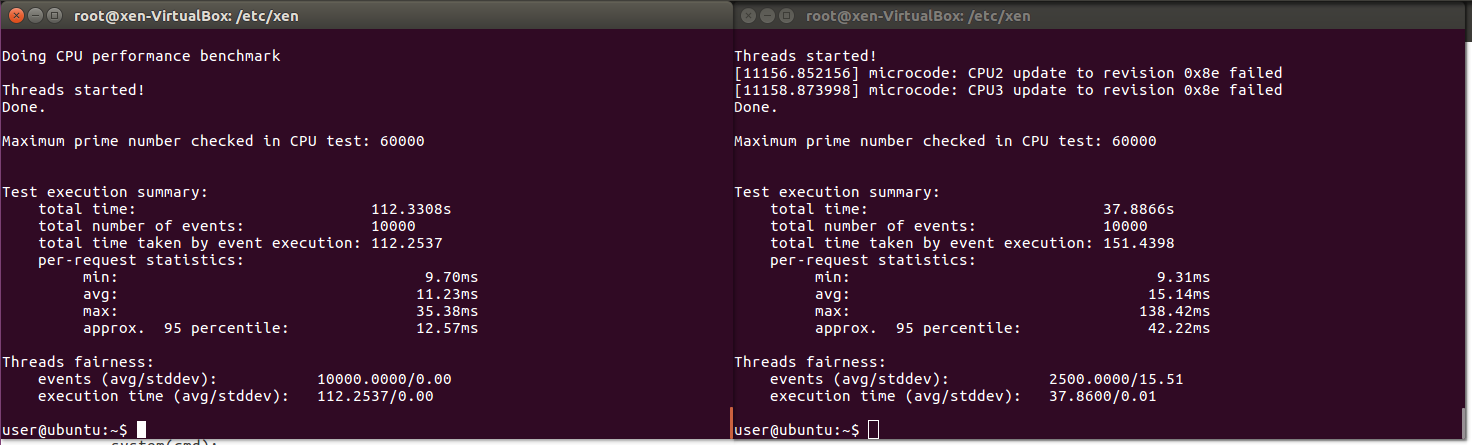 root@xen-VirtualBox: /etc/xen
Doing CPU performance benchmark
Threads started!
Done.
Maximum prime number checked in CPU test: 60000
Test execution summary:
total time: 112.3308s
total number of events: 10000
total time taken by event execution: 112.2537
per-request statistics:
min: 9.70ms
avg: 11.23ms
max: 35.38ms
approx. 95 percentile: 12.57ms
Threads fairness:
events (avg/stddev): 10000.0000/0.00
execution time (avg/stddev): 112.2537/0.00
user@ubuntu:~$
root@xen-VirtualBox: /etc/xen
Threads started!
[11156.852156] microcode: CPU2 update to revision 0x8e failed
[11158.873998] microcode: CPU3 update to revision 0x8e failed
Done.
Maximum prime number checked in CPU test: 60000
Test execution summary:
total time: 37.8866s
total number of events: 10000
total time taken by event execution: 151.4398
per-request statistics:
min: 9.31ms
avg: 15.14ms
max: 138.42ms
approx. 95 percentile: 42.22ms
Threads fairness:
events (avg/stddev): 2500.0000/15.51
execution time (avg/stddev): 37.8600/0.01
user@ubuntu:~$